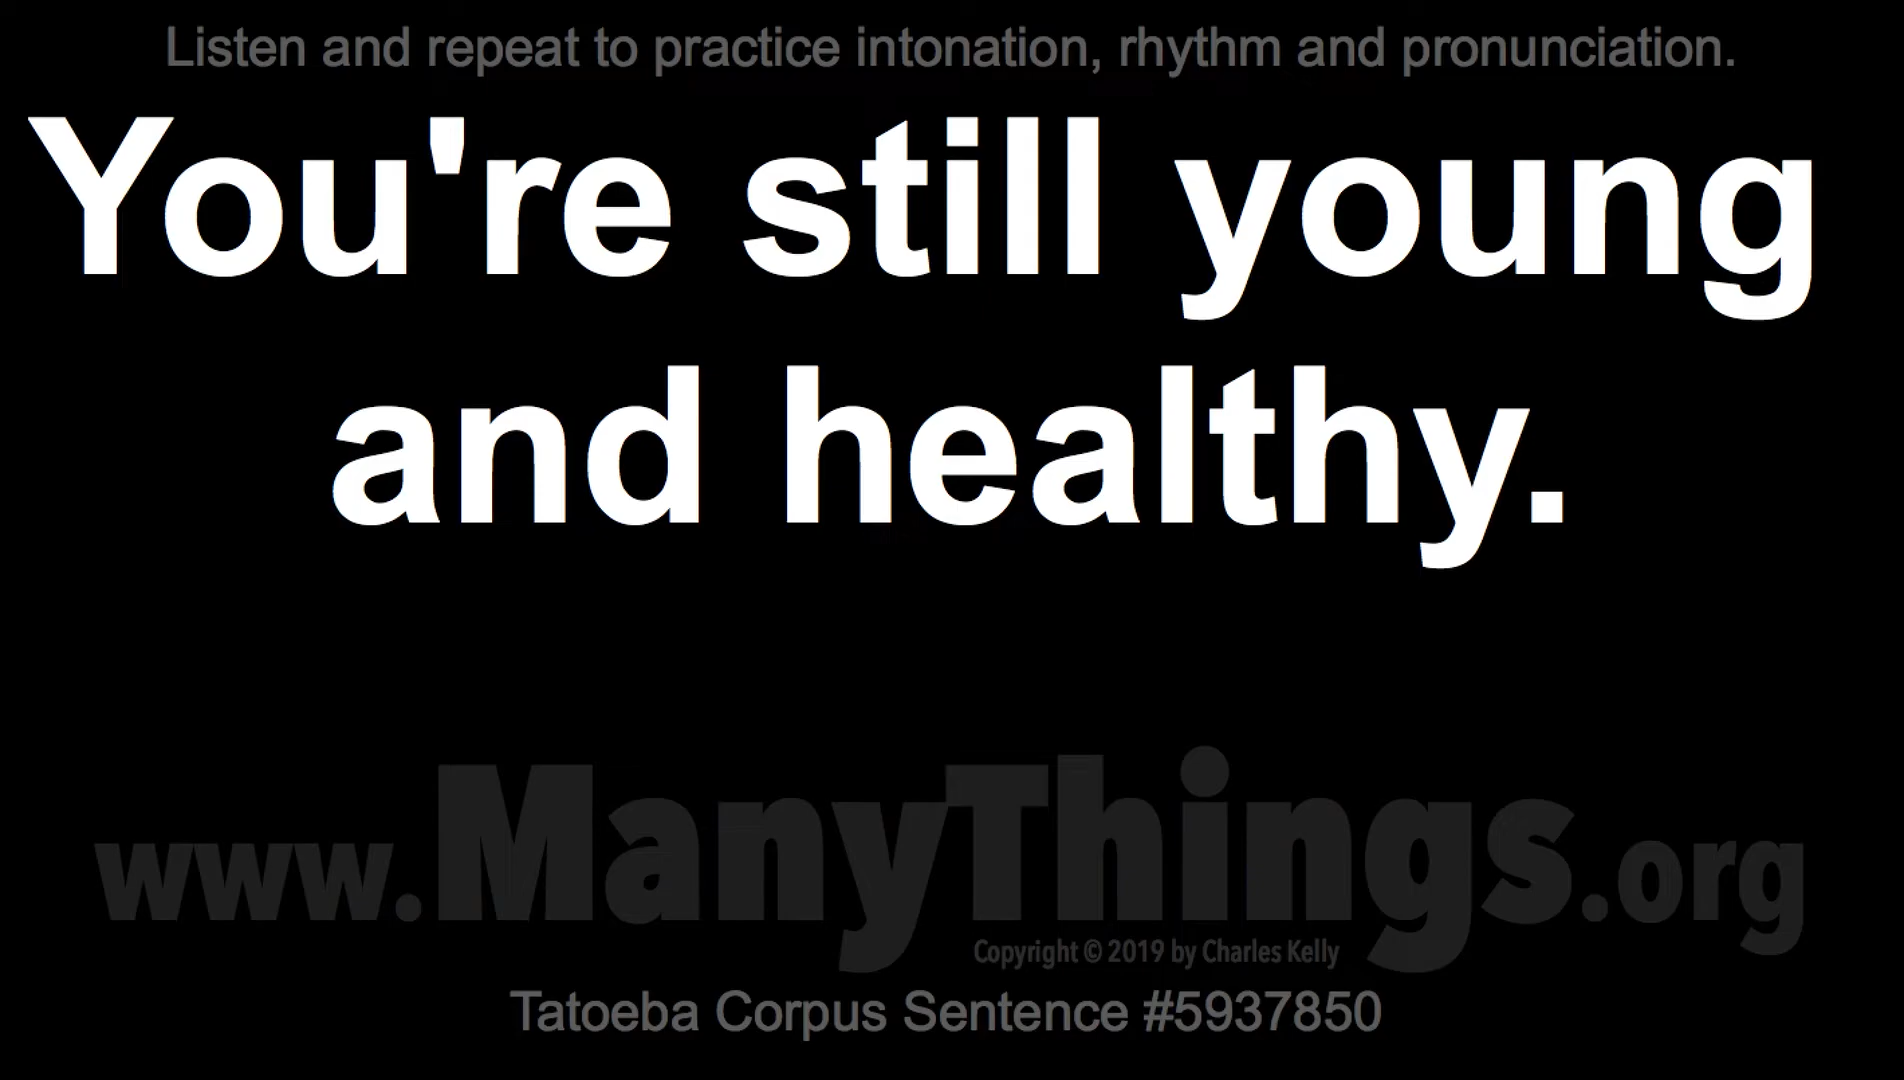 Listen and repeat to practice intonation, rhythm and pronunciation.
You're still young
and healthy.
www.ManyThings.org
Copyright © 2019 by Charles Kelly
Tatoeba Corpus Sentence #5937850